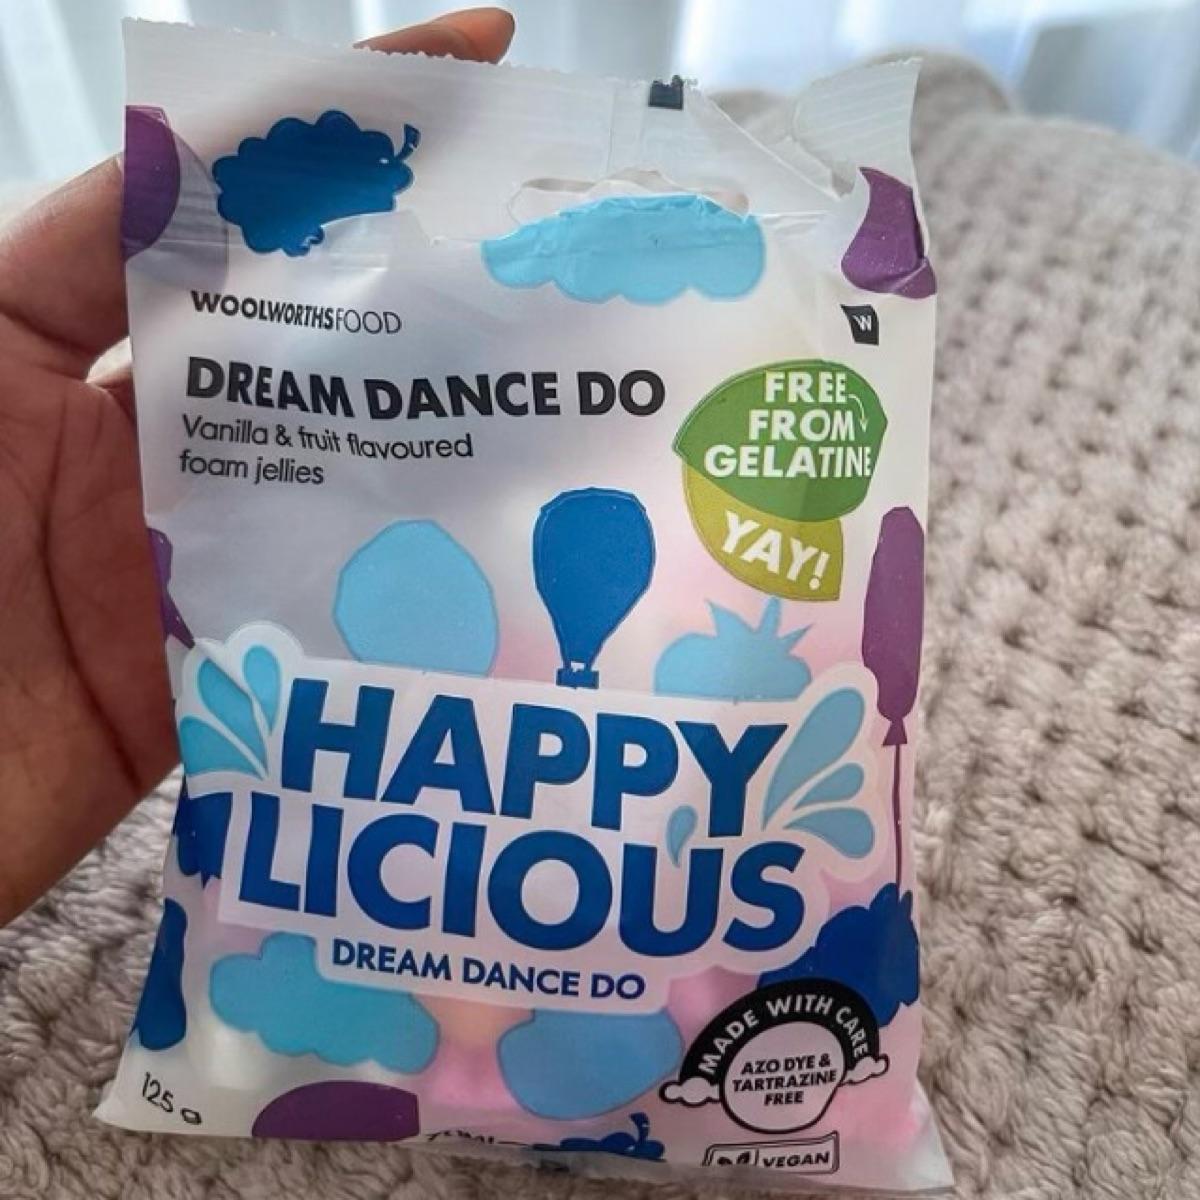 WOOLWORTHSFOOD
W
DREAM DANCE DO
Vanilla & fruit flavoured
foam jellies
FREE
FROM
GELATINE
YAY!
HAPPY
LICIOUS
DREAM DANCE DO
MADE WITH CARE
AZO DYE &
TARTRAZINE
FREE
125 g
VEGAN